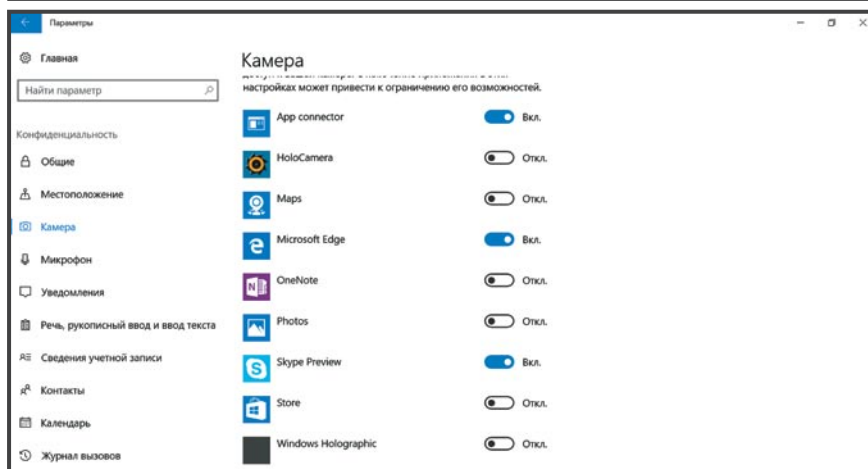 Параметры
Главная
Найти параметр
Конфиденциальность
Общие
Местоположение
Камера
Микрофон
Уведомления
Речь, рукописный ввод и ввод текста
Сведения учетной записи
Контакты
Календарь
Журнал вызовов
Камера
настройках может привести к ограничению его возможностей.
App connector Вкл.
HoloCamera Откл.
Maps Откл.
Microsoft Edge Вкл.
OneNote Откл.
Photos Откл.
Skype Preview Вкл.
Store Откл.
Windows Holographic Откл.